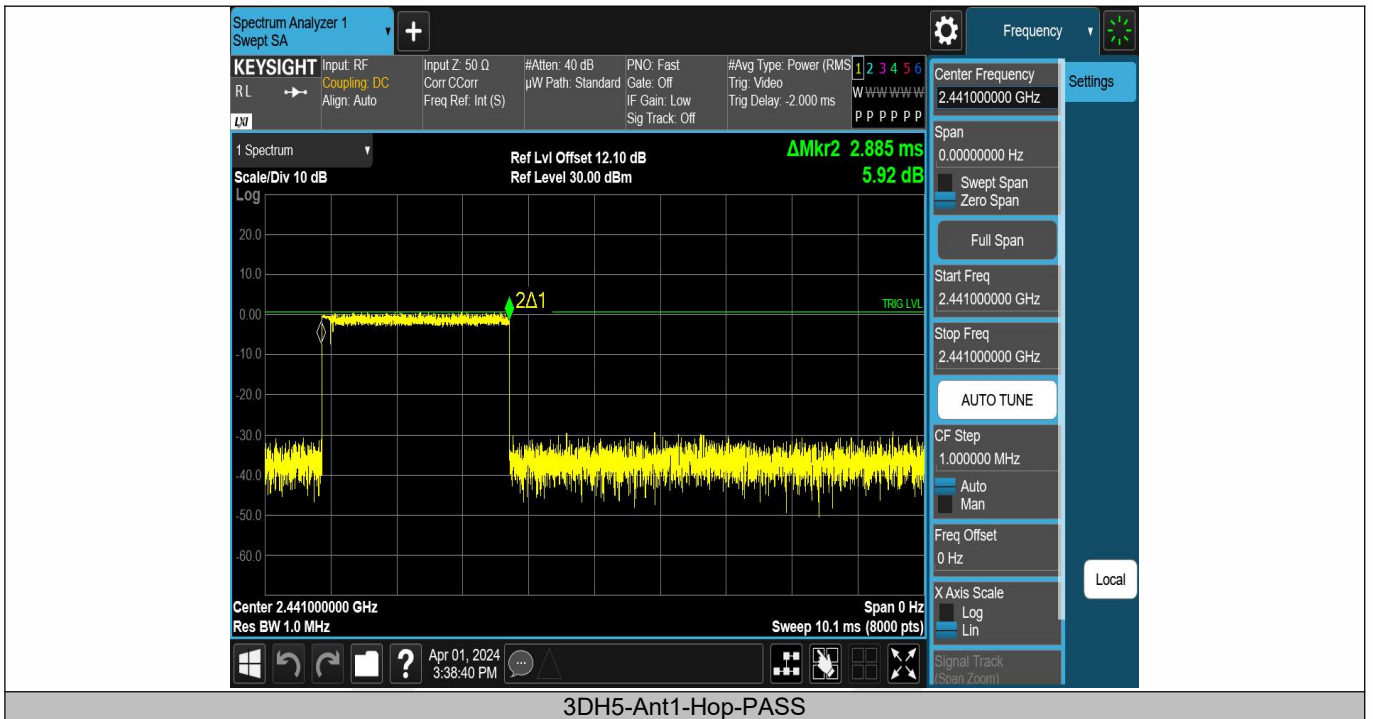 Spectrum Analyzer 1
Swept SA
Frequency
KEYSIGHT
RL
LXI
Input: RF
Coupling: DC
Align: Auto
Input Z: 50 Ω
Corr CCorr
Freq Ref: Int (S)
#Atten: 40 dB
µW Path: Standard
PNO: Fast
Gate: Off
IF Gain: Low
Sig Track: Off
#Avg Type: Power (RMS
Trig: Video
Trig Delay: -2.000 ms
1 2 3 4 5 6
W W W W W W
P P P P P P
1 Spectrum
Scale/Div 10 dB
Ref Lvl Offset 12.10 dB
Ref Level 30.00 dBm
ΔMkr2 2.885 ms
5.92 dB
Log
20.0
10.0
0.00
-10.0
-20.0
-30.0
-40.0
-50.0
-60.0
2Δ1
TRIG LVL
Center 2.441000000 GHz
Res BW 1.0 MHz
Span 0 Hz
Sweep 10.1 ms (8000 pts)
Apr 01, 2024
3:38:40 PM
Center Frequency
2.441000000 GHz
Settings
Span
0.00000000 Hz
Swept Span
Zero Span
Full Span
Start Freq
2.441000000 GHz
Stop Freq
2.441000000 GHz
AUTO TUNE
CF Step
1.000000 MHz
Auto
Man
Freq Offset
0 Hz
X Axis Scale
Log
Lin
Local
Signal Track
(Span Zoom)
3DH5-Ant1-Hop-PASS